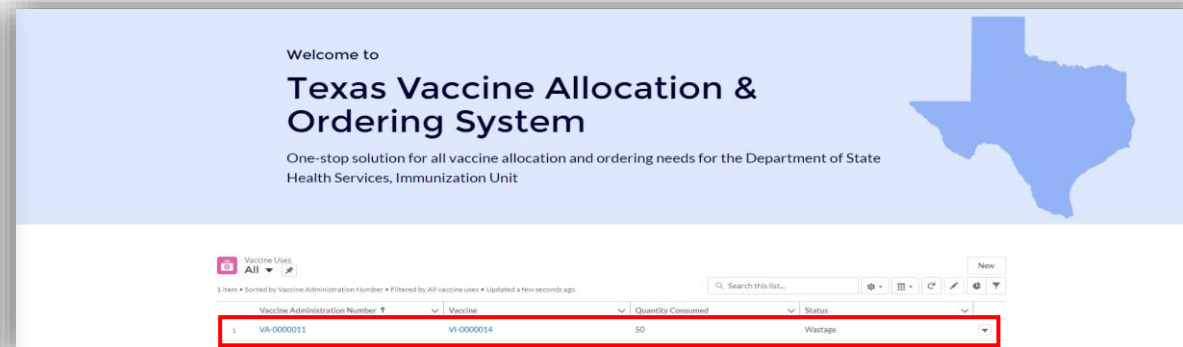 Welcome to
Texas Vaccine Allocation &
Ordering System
One-stop solution for all vaccine allocation and ordering needs for the Department of State
Health Services, Immunization Unit
Vaccine Uses
All
New
1 item • Sorted by Vaccine Administration Number • Filtered by All vaccine uses • Updated a few seconds ago
Search this list...
Vaccine Administration Number ↑ Vaccine Quantity Consumed Status
1 VA-0000011 VI-0000014 50 Wastage